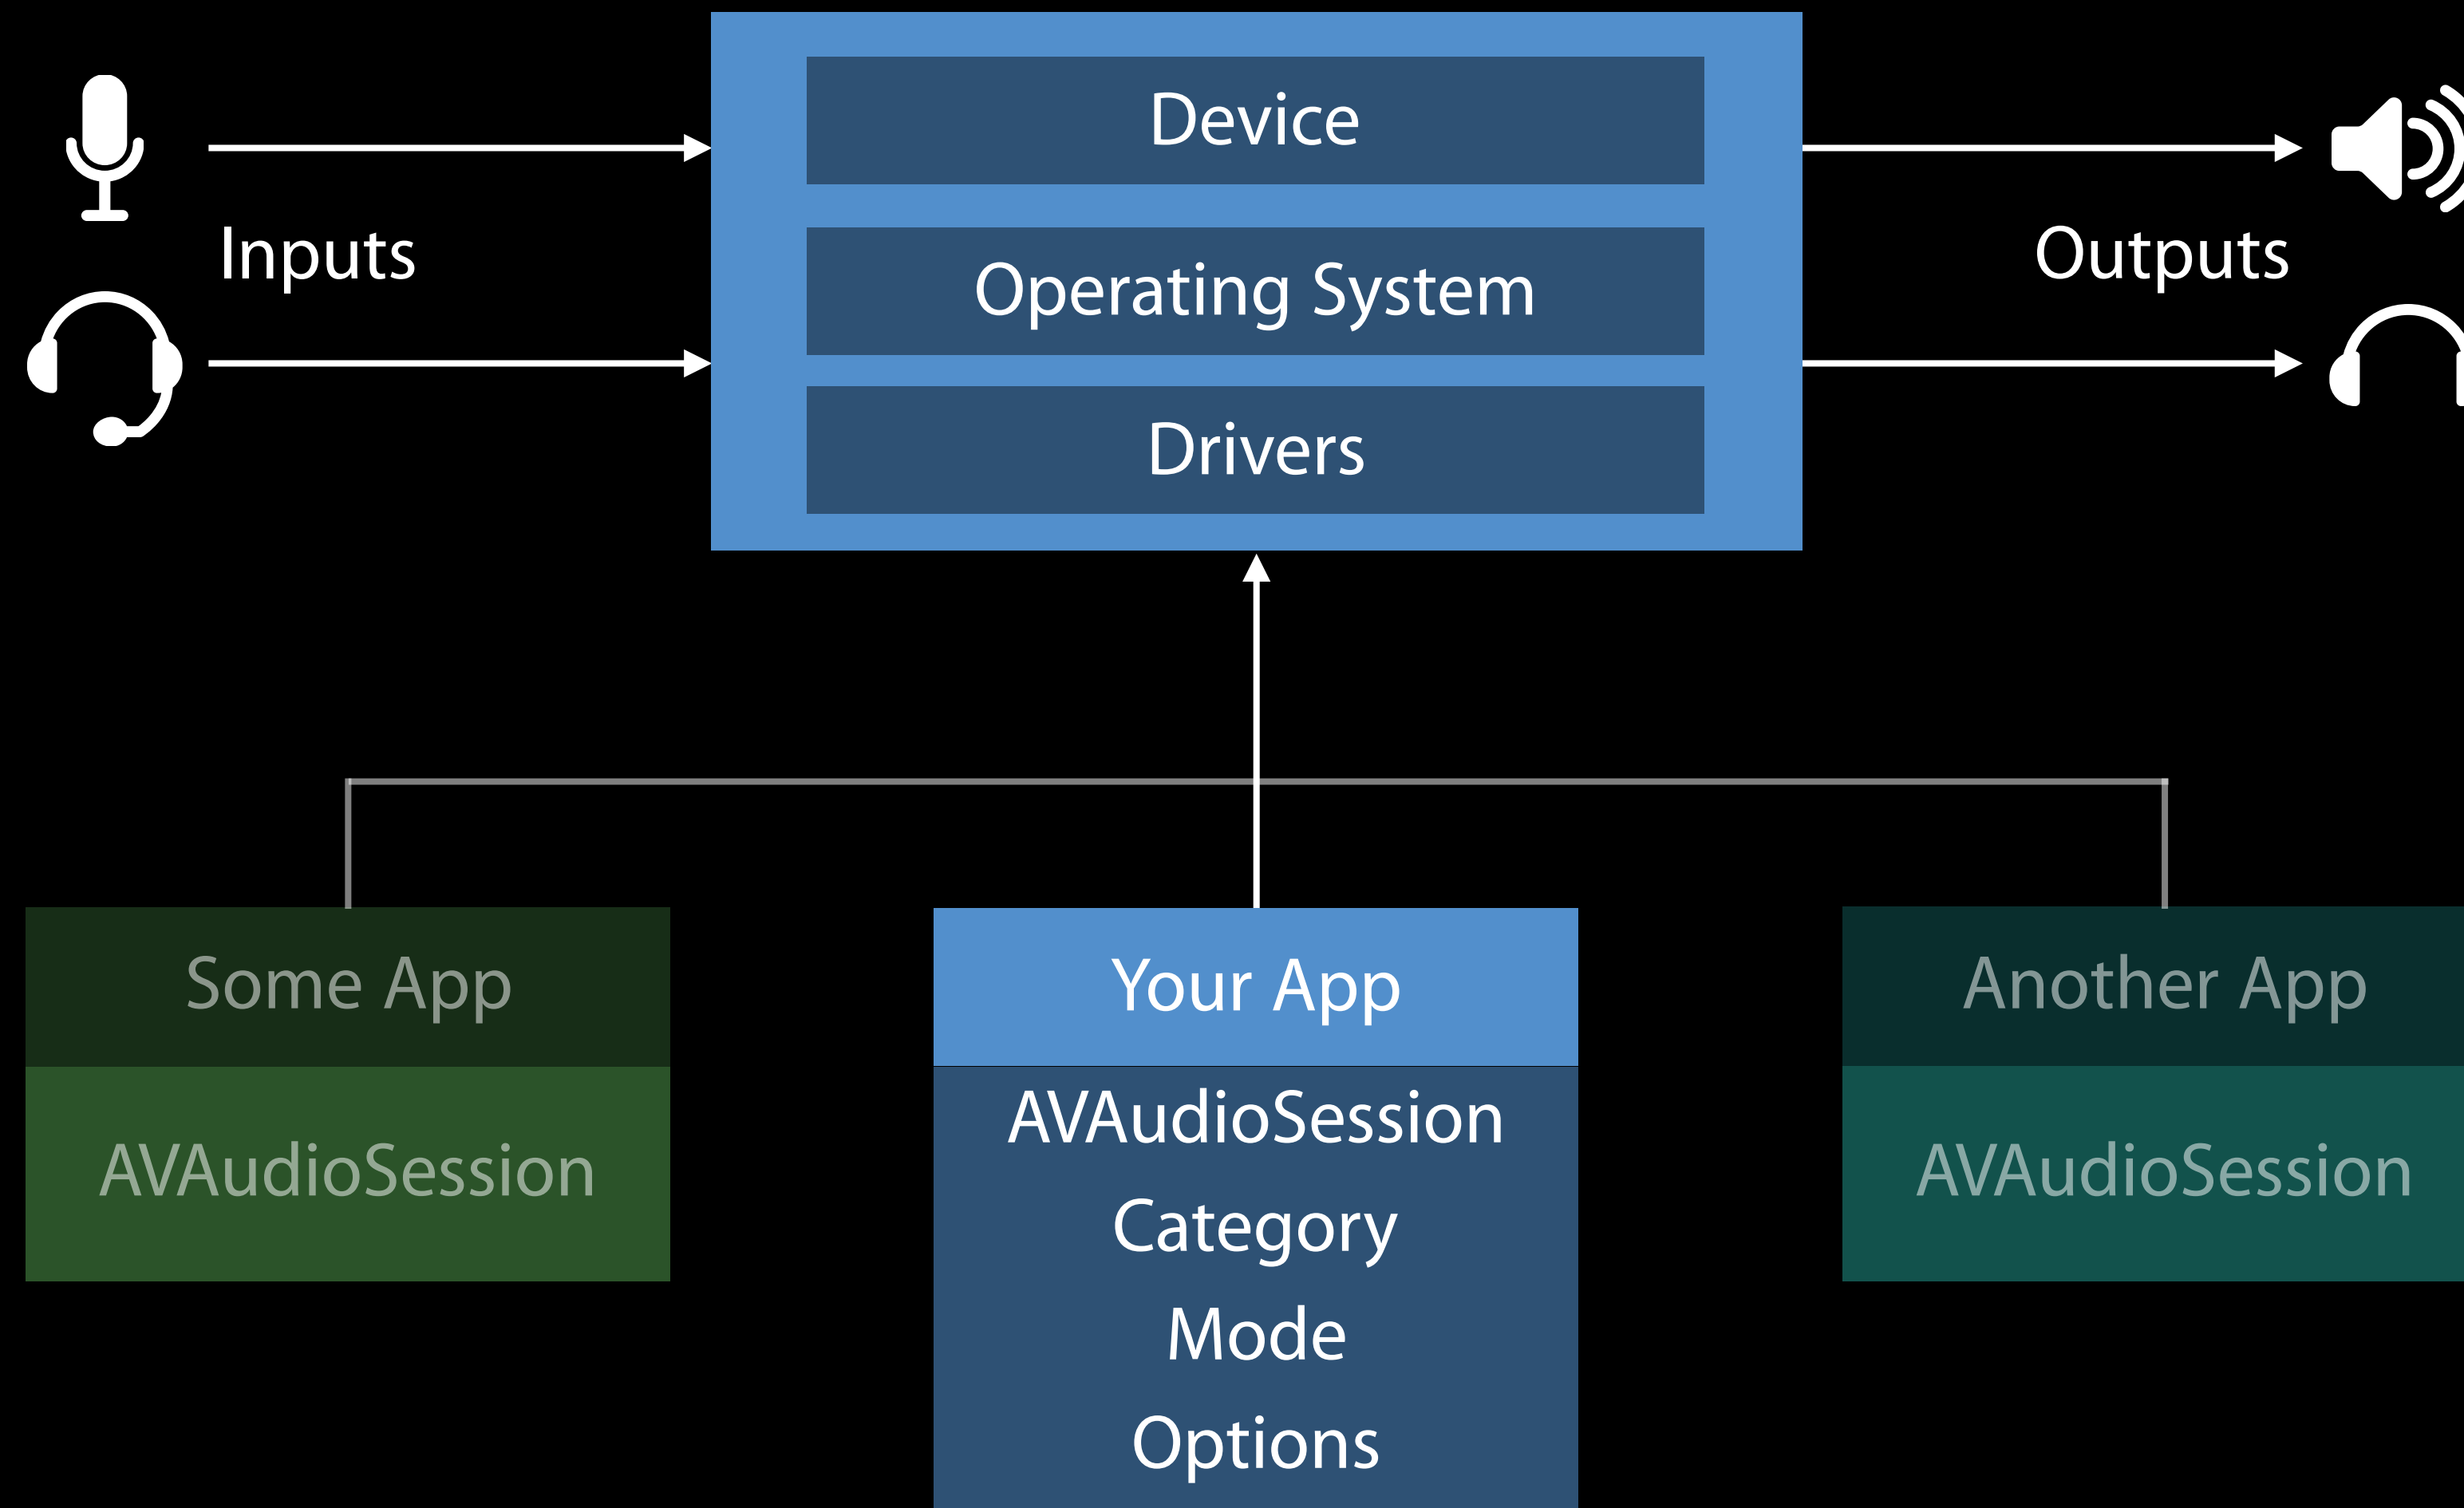 Device
Inputs
Operating System
Outputs
Drivers
Some App
AVAudioSession
Your App
AVAudioSession
Category
Mode
Options
Another App
AVAudioSession